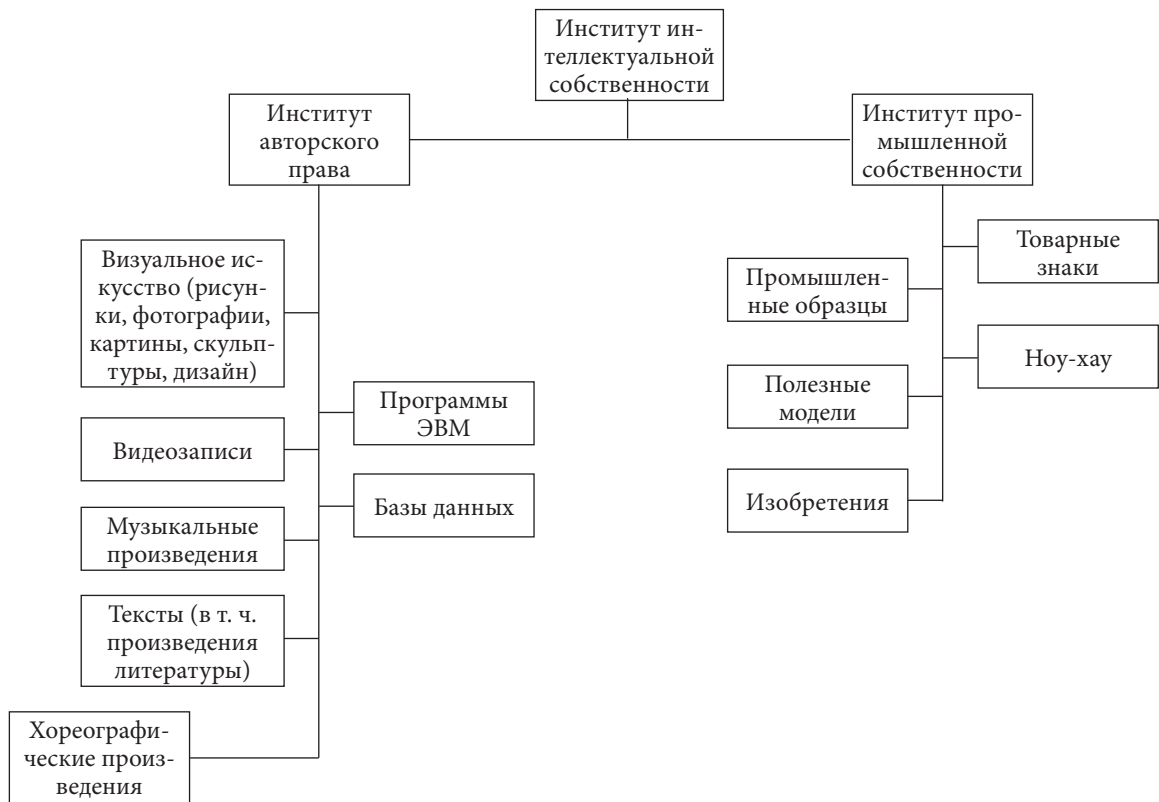 Институт ин-
теллектуальной
собственности
Институт
авторского
права
Институт про-
мышленной
собственности
Визуальное ис-
кусство (рисун-
ки, фотографии,
картины, скульп-
туры, дизайн)
Программы
ЭВМ
Видеозаписи
Базы данных
Музыкальные
произведения
Тексты (в т. ч.
произведения
литературы)
Хореографи-
ческие произ-
ведения
Товарные
знаки
Промышлен-
ные образцы
Ноу-хау
Полезные
модели
Изобретения